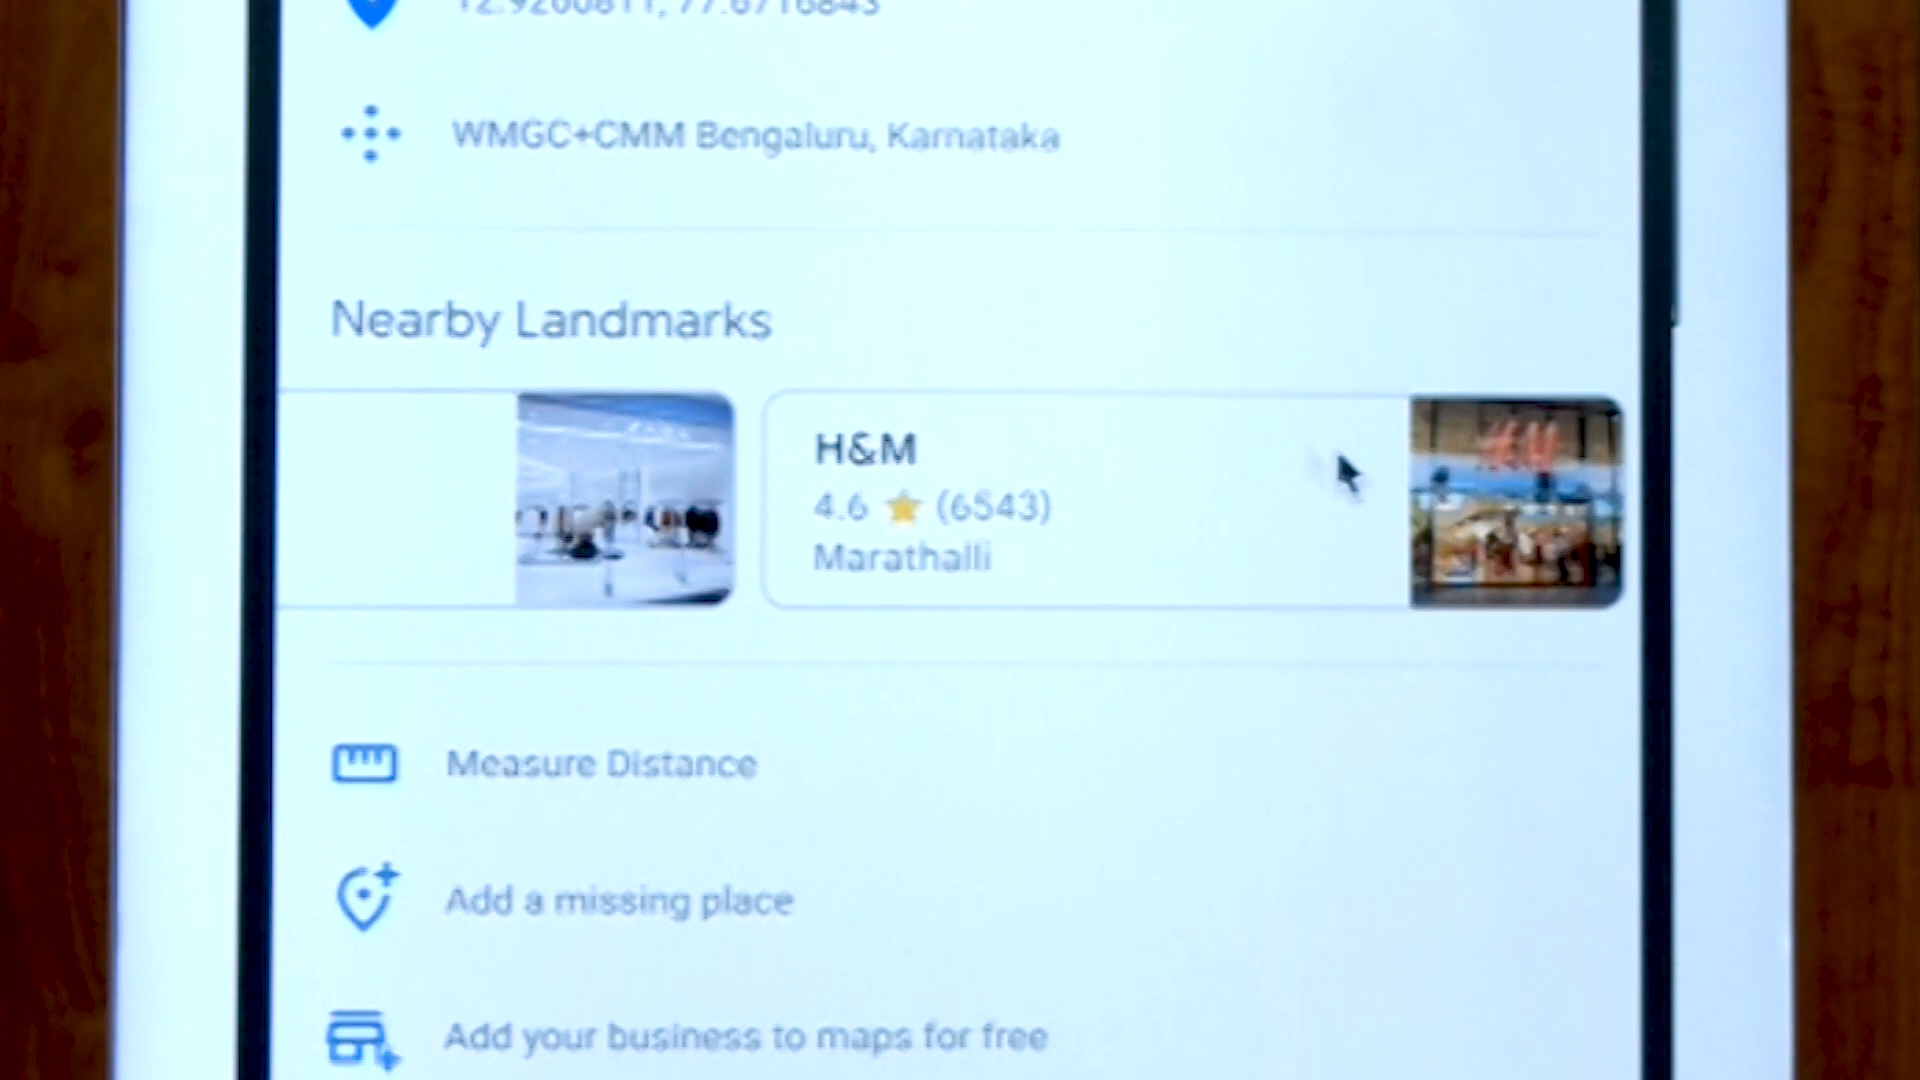 WMGC+CMM Bengaluru, Karnataka
Nearby Landmarks
H&M
4.6 ★ (6543)
Marathalli
H&M
Measure Distance
Add a missing place
Add your business to maps for free